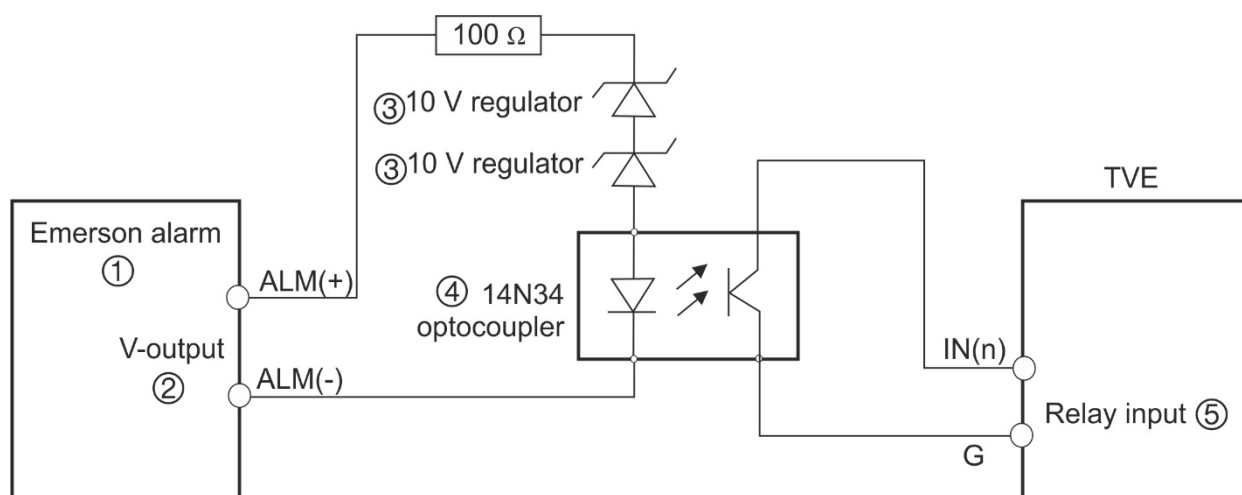 100 Ω
③10 V regulator
③10 V regulator
TVE
Emerson alarm
①
ALM(+)
④ 14N34
optocoupler
V-output
②
ALM(-)
IN(n)
Relay input ⑤
G